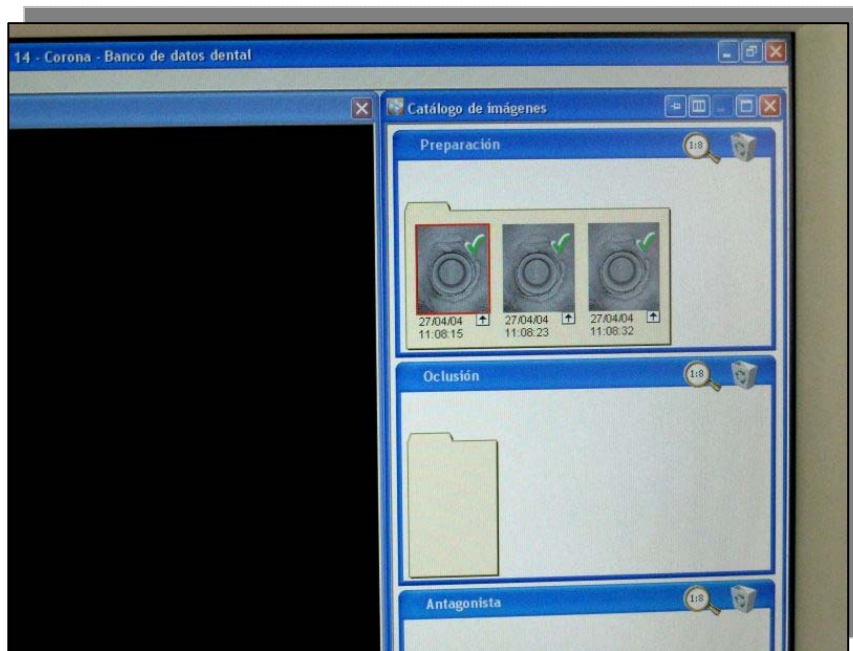 14 - Corona - Banco de datos dental
Catálogo de imágenes
Preparación
1:8
27/04/04 27/04/04 27/04/04
11:08:15 11:08:23 11:08:32
Oclusión
1:8
Antagonista
1:8